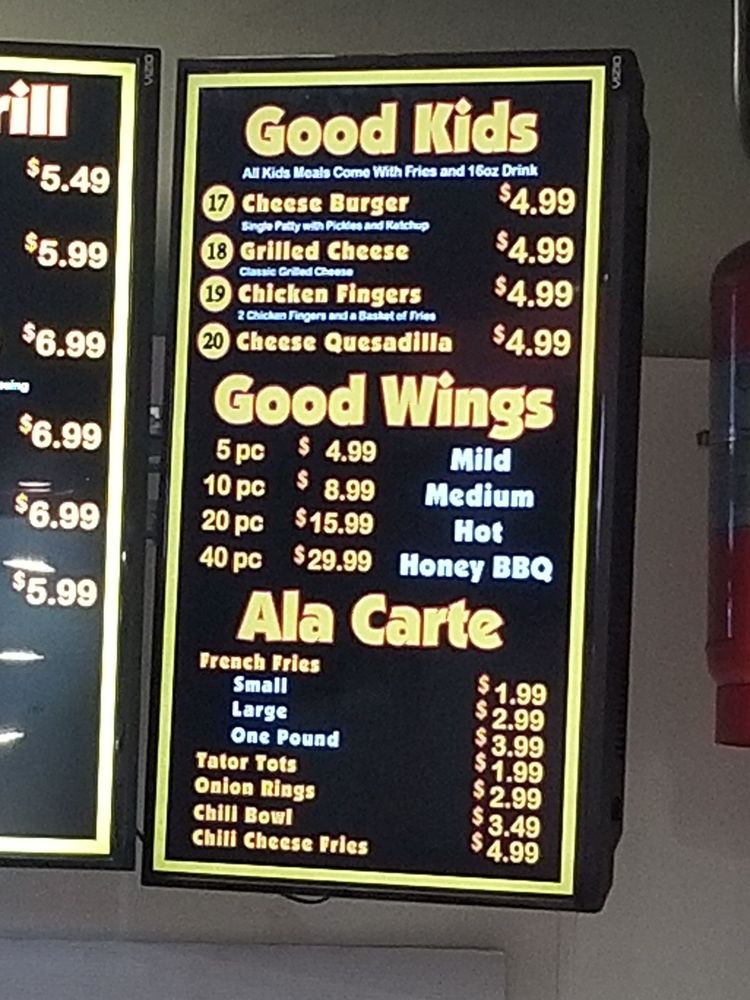 rill
$5.49
$5.99
$6.99
$6.99
$6.99
$5.99
VIZIO
VIZIO
Good Kids
All Kids Meals Come With Fries and 16oz Drink
17 Cheese Burger $4.99
Single Patty with Pickles and Ketchup
18 Grilled Cheese $4.99
Classic Grilled Cheese
19 Chicken Fingers $4.99
2 Chicken Fingers and a Basket of Fries
20 Cheese Quesadilla $4.99
Good Wings
5 pc $ 4.99 Mild
10 pc $ 8.99 Medium
20 pc $15.99 Hot
40 pc $29.99 Honey BBQ
Ala Carte
French Fries
Small $1.99
Large $2.99
One Pound $3.99
Tator Tots $1.99
Onion Rings $2.99
Chili Bowl $3.49
Chili Cheese Fries $4.99